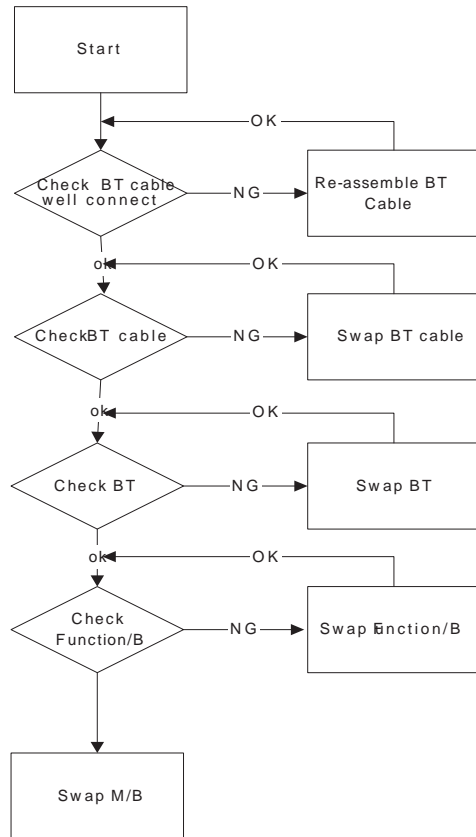 Start
OK
Check BT cable
well connect
NG
Re-assemble BT
Cable
ok
OK
CheckBT cable
NG
Swap BT cable
ok
OK
Check BT
NG
Swap BT
ok
OK
Check
Function/B
NG
Swap Function/B
Swap M/B